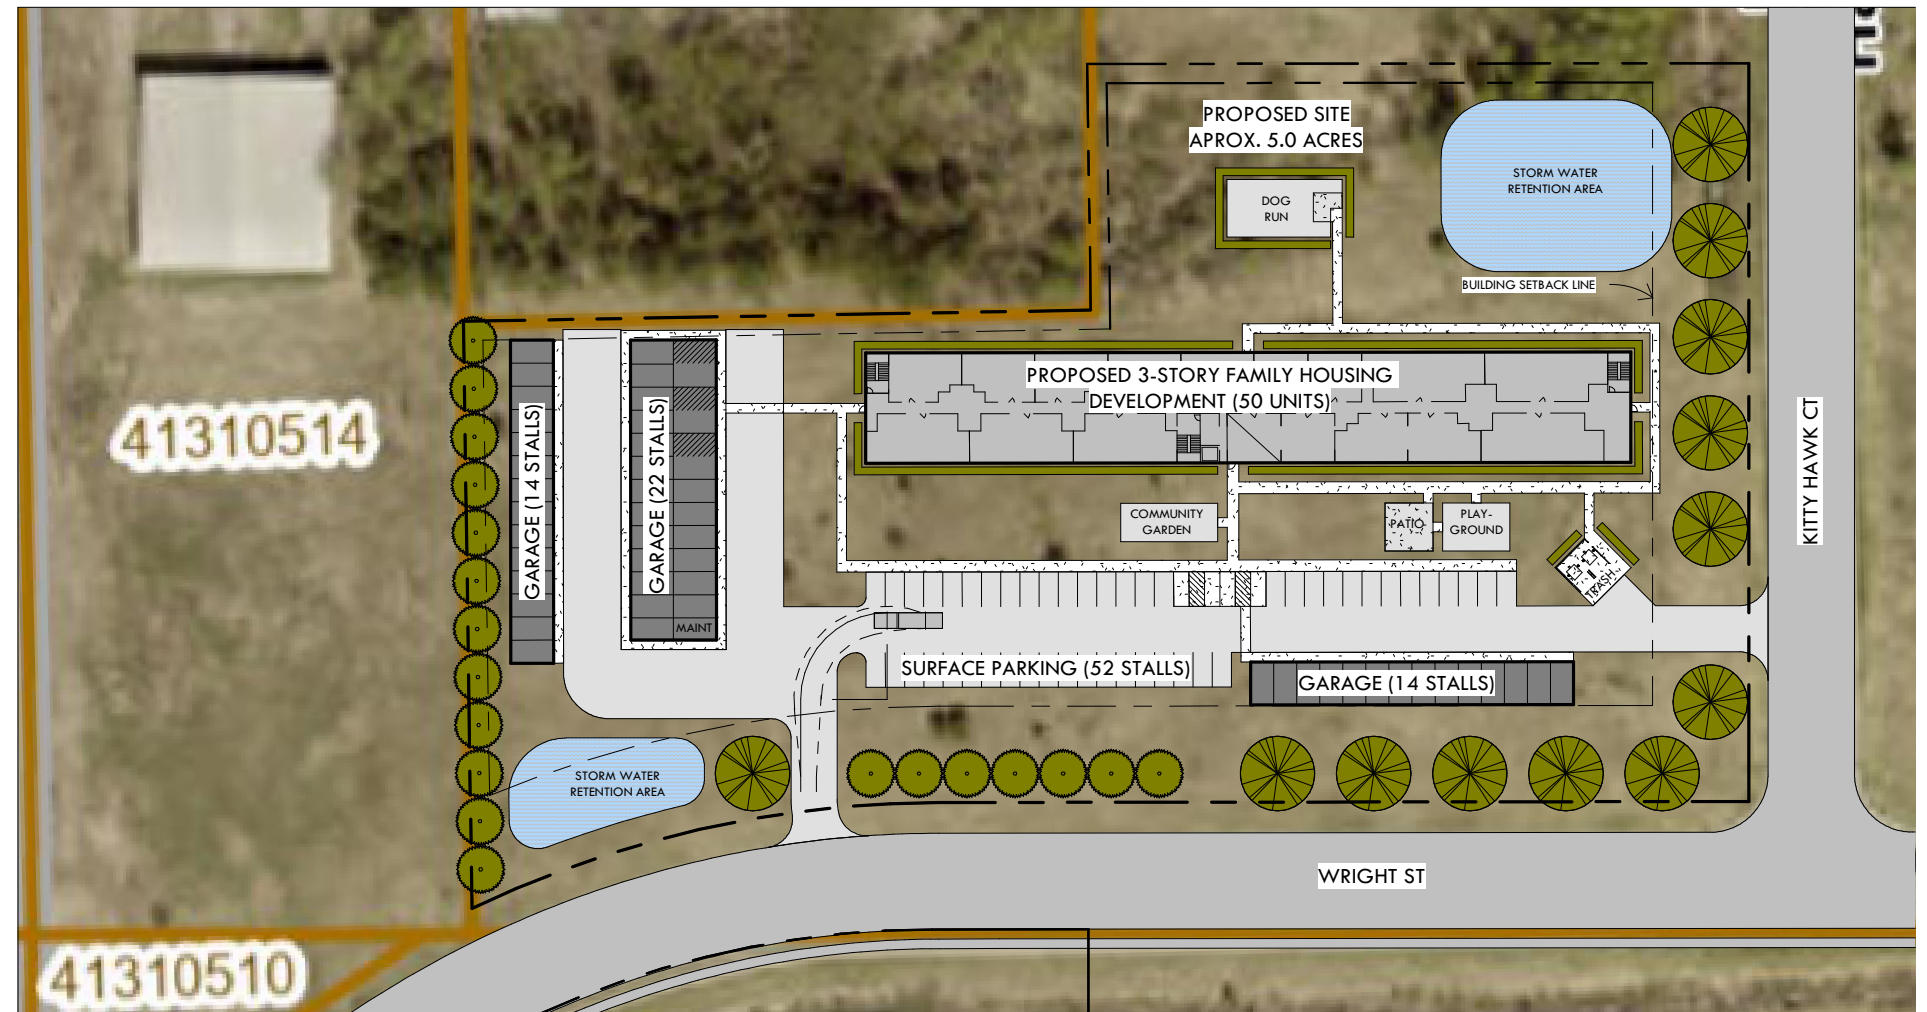 PROPOSED SITE
APROX. 5.0 ACRES
STORM WATER
RETENTION AREA
DOG
RUN
BUILDING SETBACK LINE
PROPOSED 3-STORY FAMILY HOUSING
DEVELOPMENT (50 UNITS)
41310514
GARAGE (14 STALLS)
GARAGE (22 STALLS)
MAINT
KITTY HAWK CT
COMMUNITY
GARDEN
PATIO
PLAY-
GROUND
TRASH
SURFACE PARKING (52 STALLS)
GARAGE (14 STALLS)
STORM WATER
RETENTION AREA
WRIGHT ST
41310510